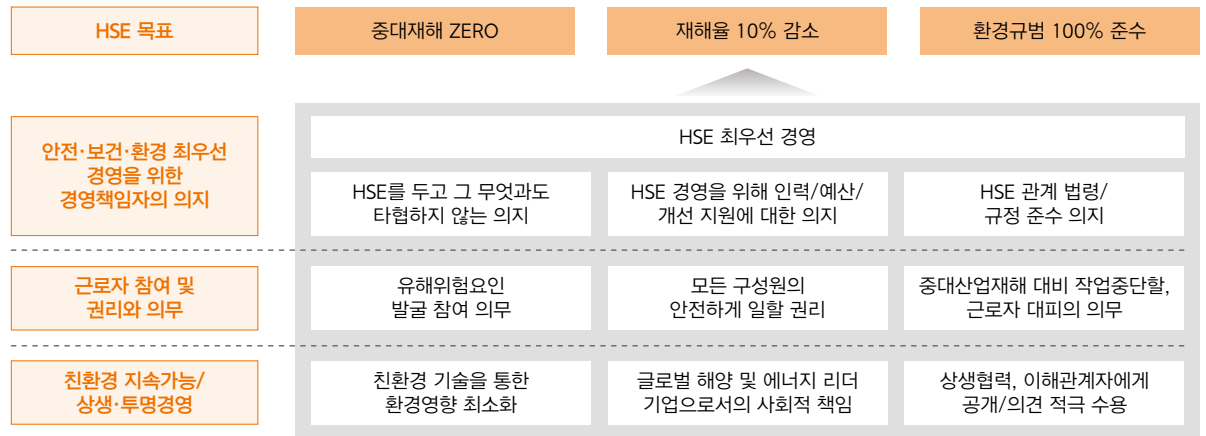 HSE 목표
중대재해 ZERO
재해율 10% 감소
환경규범 100% 준수
안전·보건·환경 최우선
경영을 위한
경영책임자의 의지
HSE 최우선 경영
HSE를 두고 그 무엇과도
타협하지 않는 의지
HSE 경영을 위해 인력/예산/
개선 지원에 대한 의지
HSE 관계 법령/
규정 준수 의지
근로자 참여 및
권리와 의무
유해위험요인
발굴 참여 의무
모든 구성원의
안전하게 일할 권리
중대산업재해 대비 작업중단할,
근로자 대피의 의무
친환경 지속가능/
상생·투명경영
친환경 기술을 통한
환경영향 최소화
글로벌 해양 및 에너지 리더
기업으로서의 사회적 책임
상생협력, 이해관계자에게
공개/의견 적극 수용